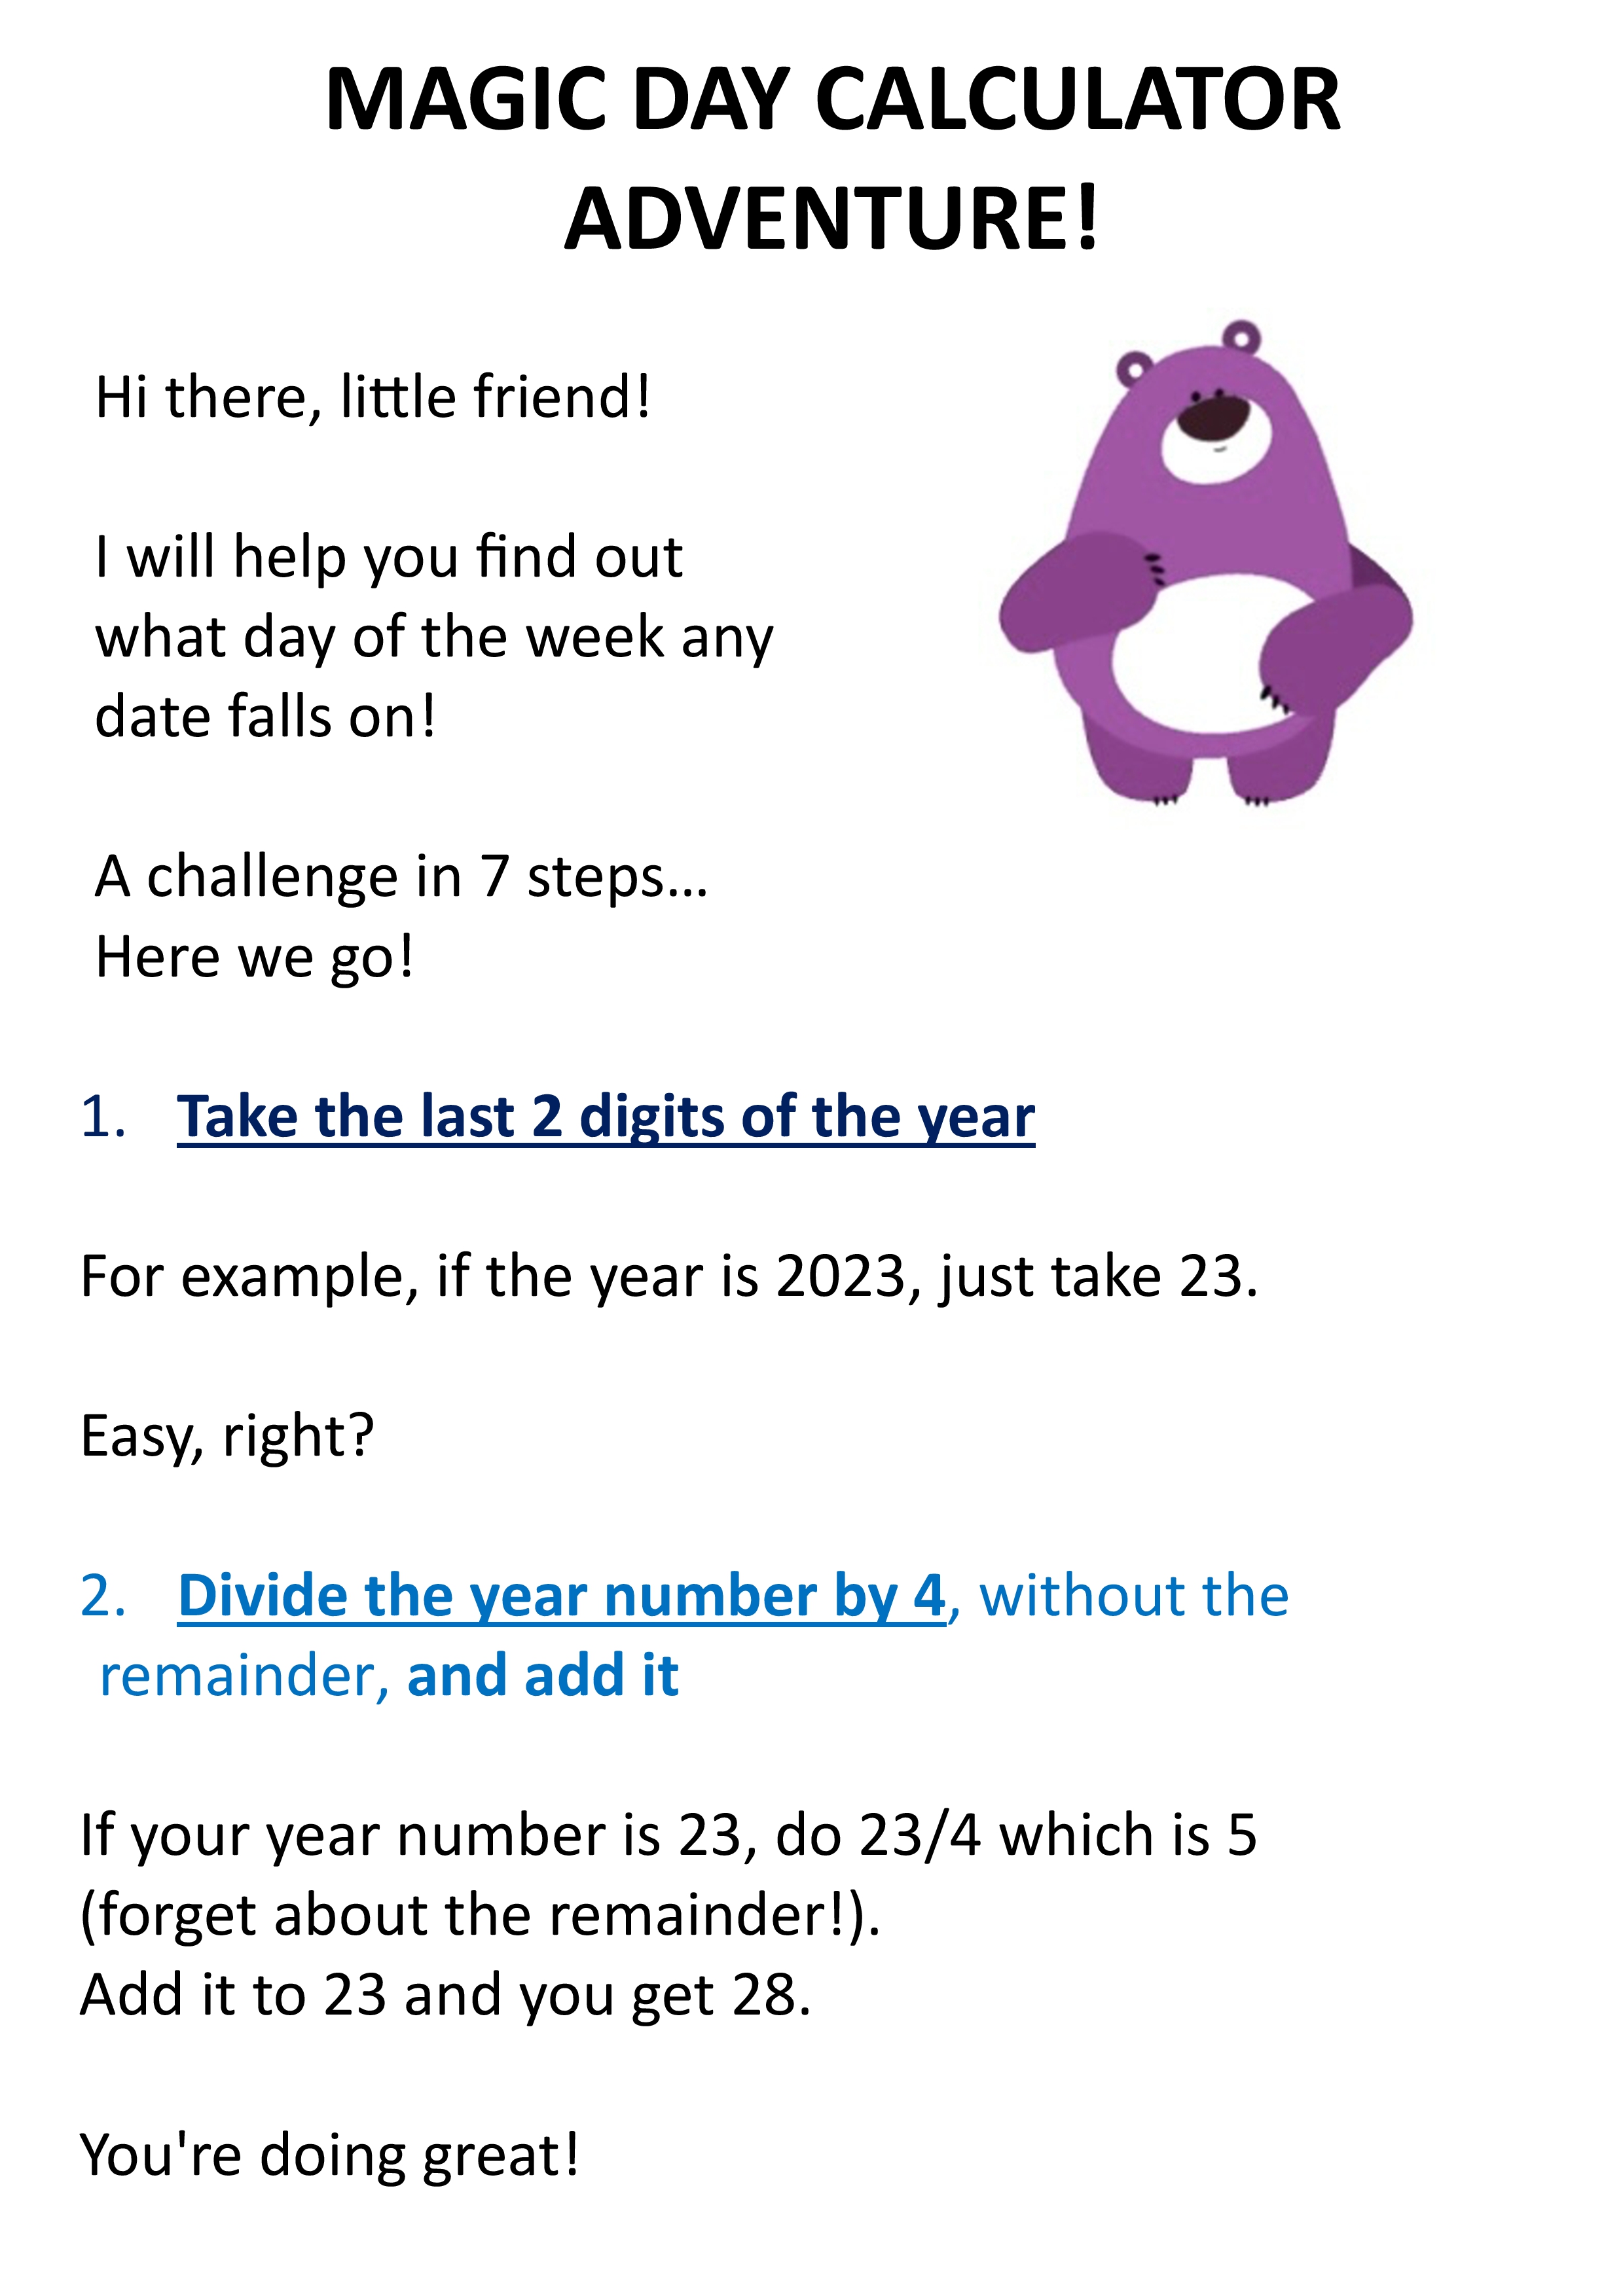 MAGIC DAY CALCULATOR
ADVENTURE!
Hi there, little friend!
I will help you find out
what day of the week any
date falls on!
A challenge in 7 steps...
Here we go!
1. Take the last 2 digits of the year
For example, if the year is 2023, just take 23.
Easy, right?
2. Divide the year number by 4, without the
remainder, and add it
If your year number is 23, do 23/4 which is 5
(forget about the remainder!).
Add it to 23 and you get 28.
You're doing great!